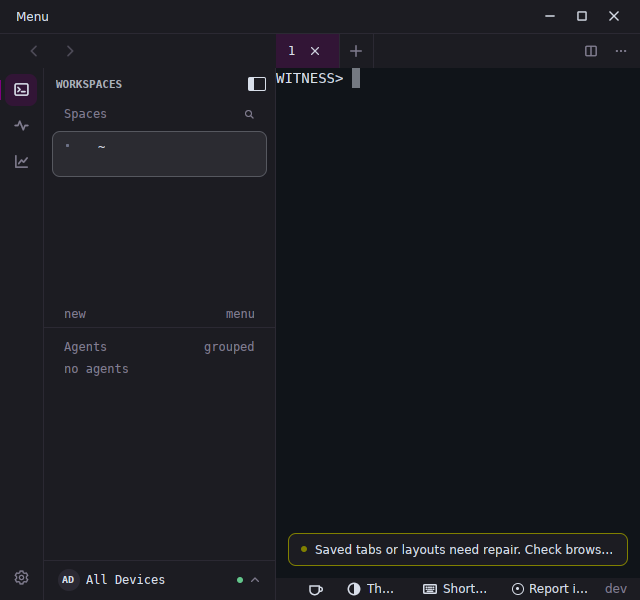 Menu
1
WORKSPACES
WITNESS>
Spaces
~
new menu
Agents grouped
no agents
Saved tabs or layouts need repair. Check brows...
AD All Devices
Th... Short... Report i... dev